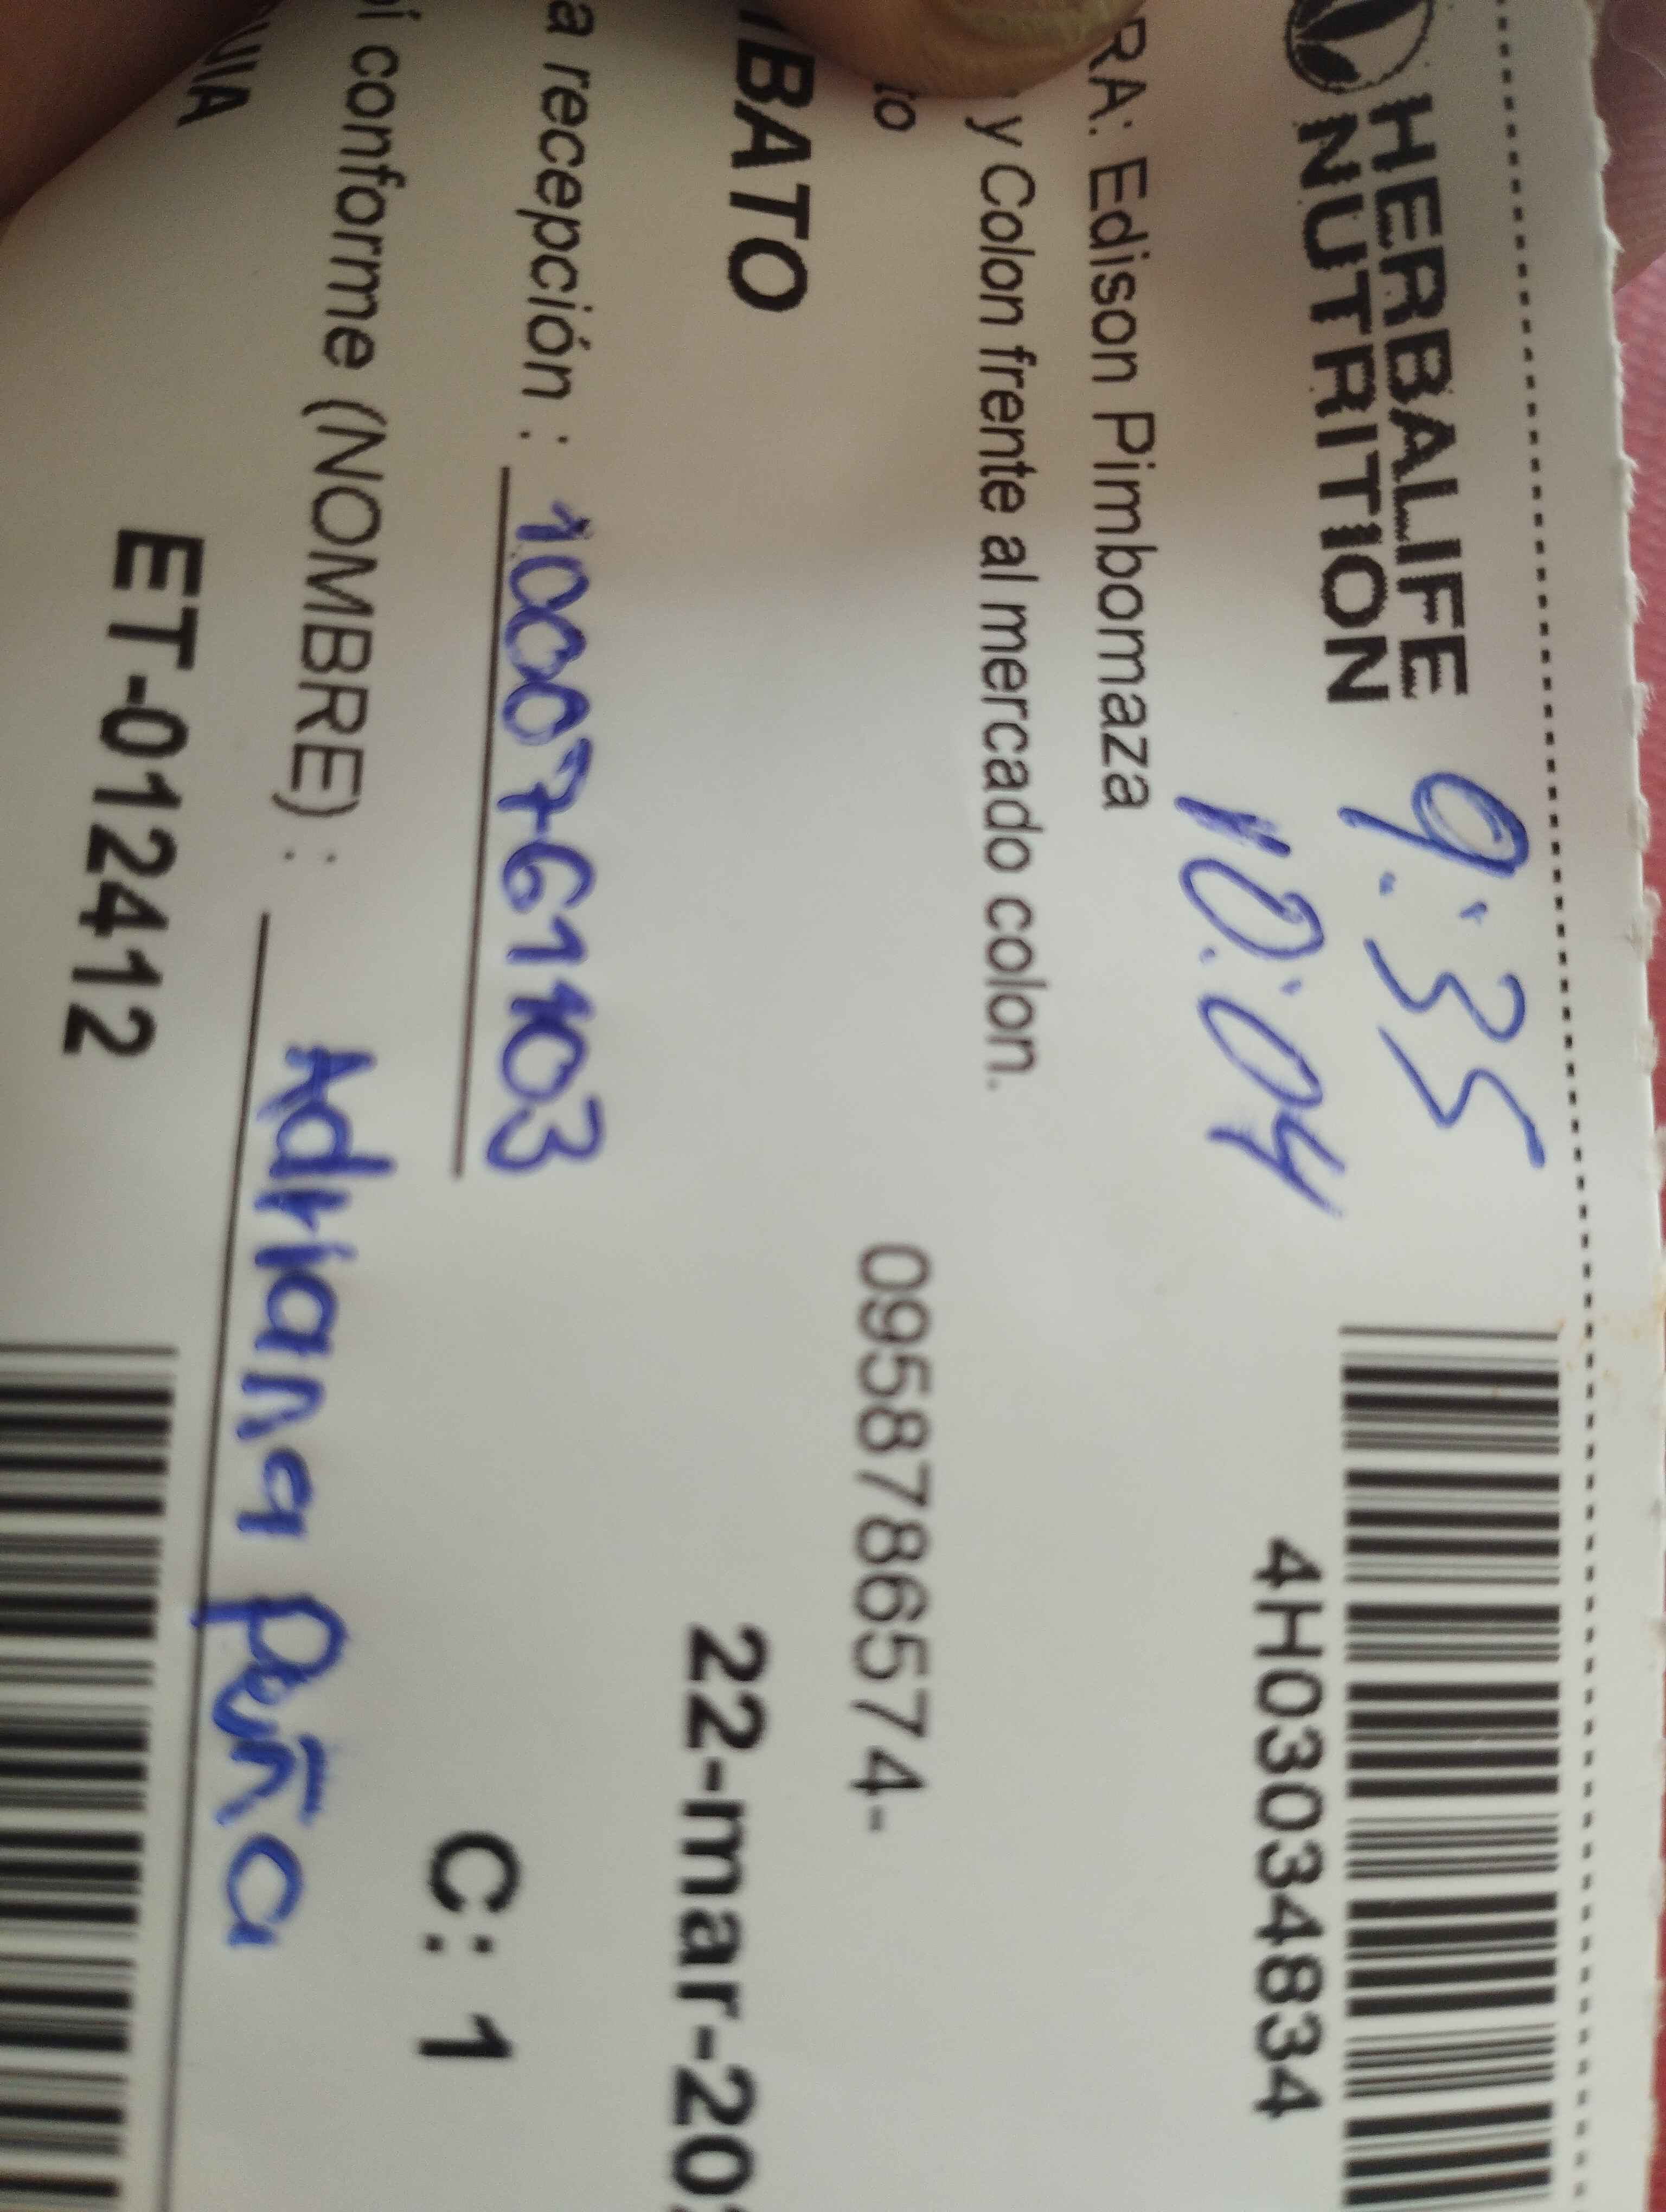 HERBALIFE
NUTRITION
9:35
10:04
4H03034834
RA: Edison Pimbomaza
y Colon frente al mercado colon.
to
0958786574-
BATO
22-mar-20
a recepción : 1000761103
C: 1
í conforme (NOMBRE) : Adriana Peña
ET-012412